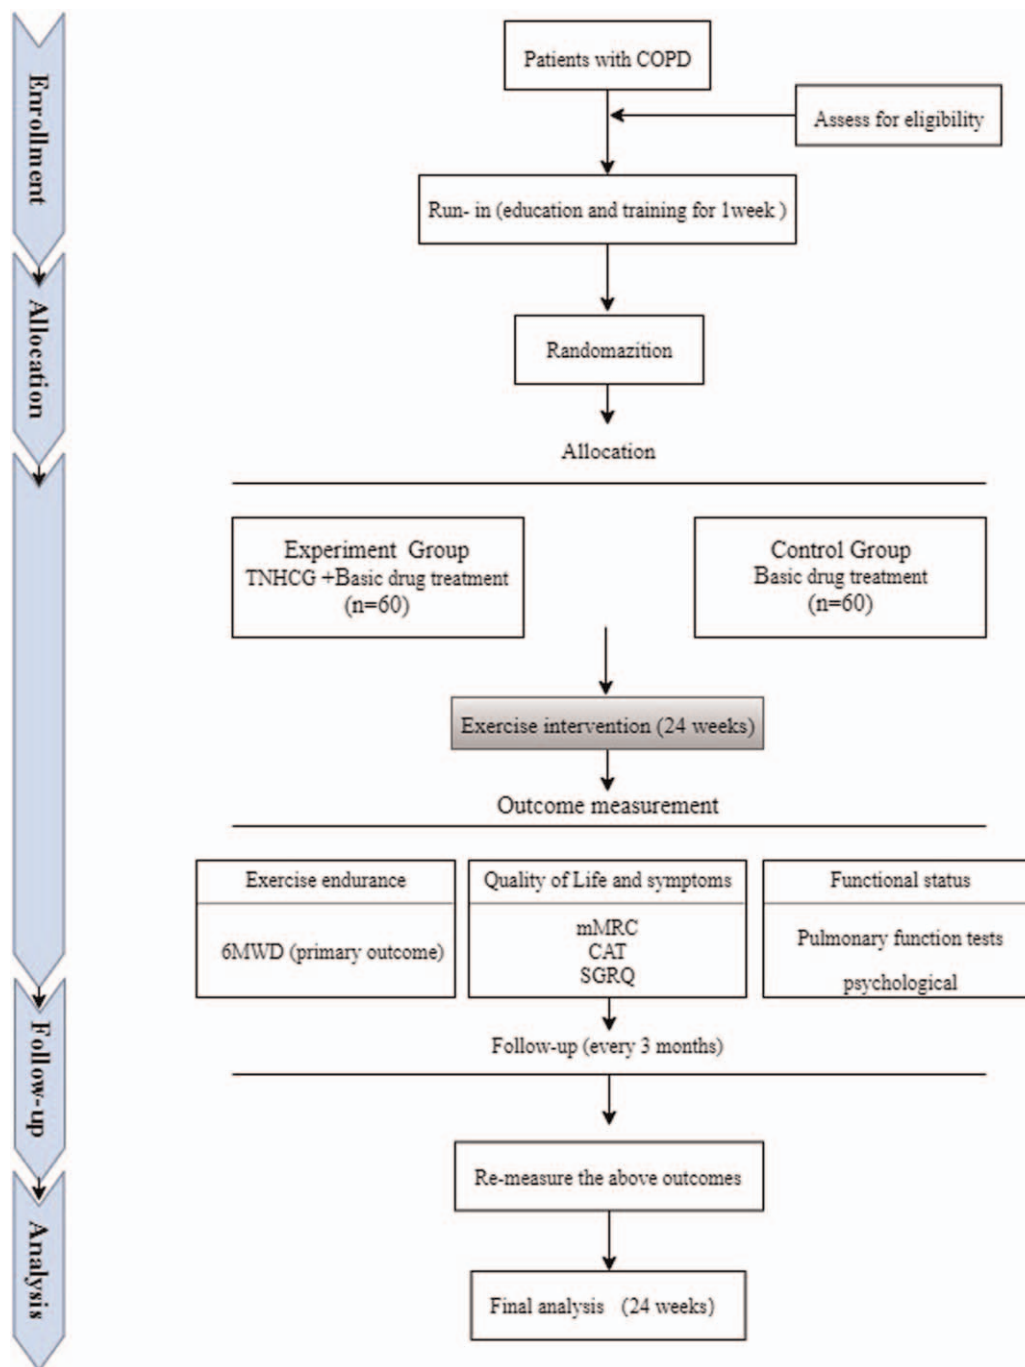 Enrollment
Allocation
Follow-up
Analysis
Patients with COPD
Assess for eligibility
Run- in (education and training for 1week )
Randomazition
Allocation
Experiment Group
TNHCG +Basic drug treatment
(n=60)
Control Group
Basic drug treatment
(n=60)
Exercise intervention (24 weeks)
Outcome measurement
Exercise endurance
6MWD (primary outcome)
Quality of Life and symptoms
mMRC
CAT
SGRQ
Functional status
Pulmonary function tests
psychological
Follow-up (every 3 months)
Re-measure the above outcomes
Final analysis (24 weeks)